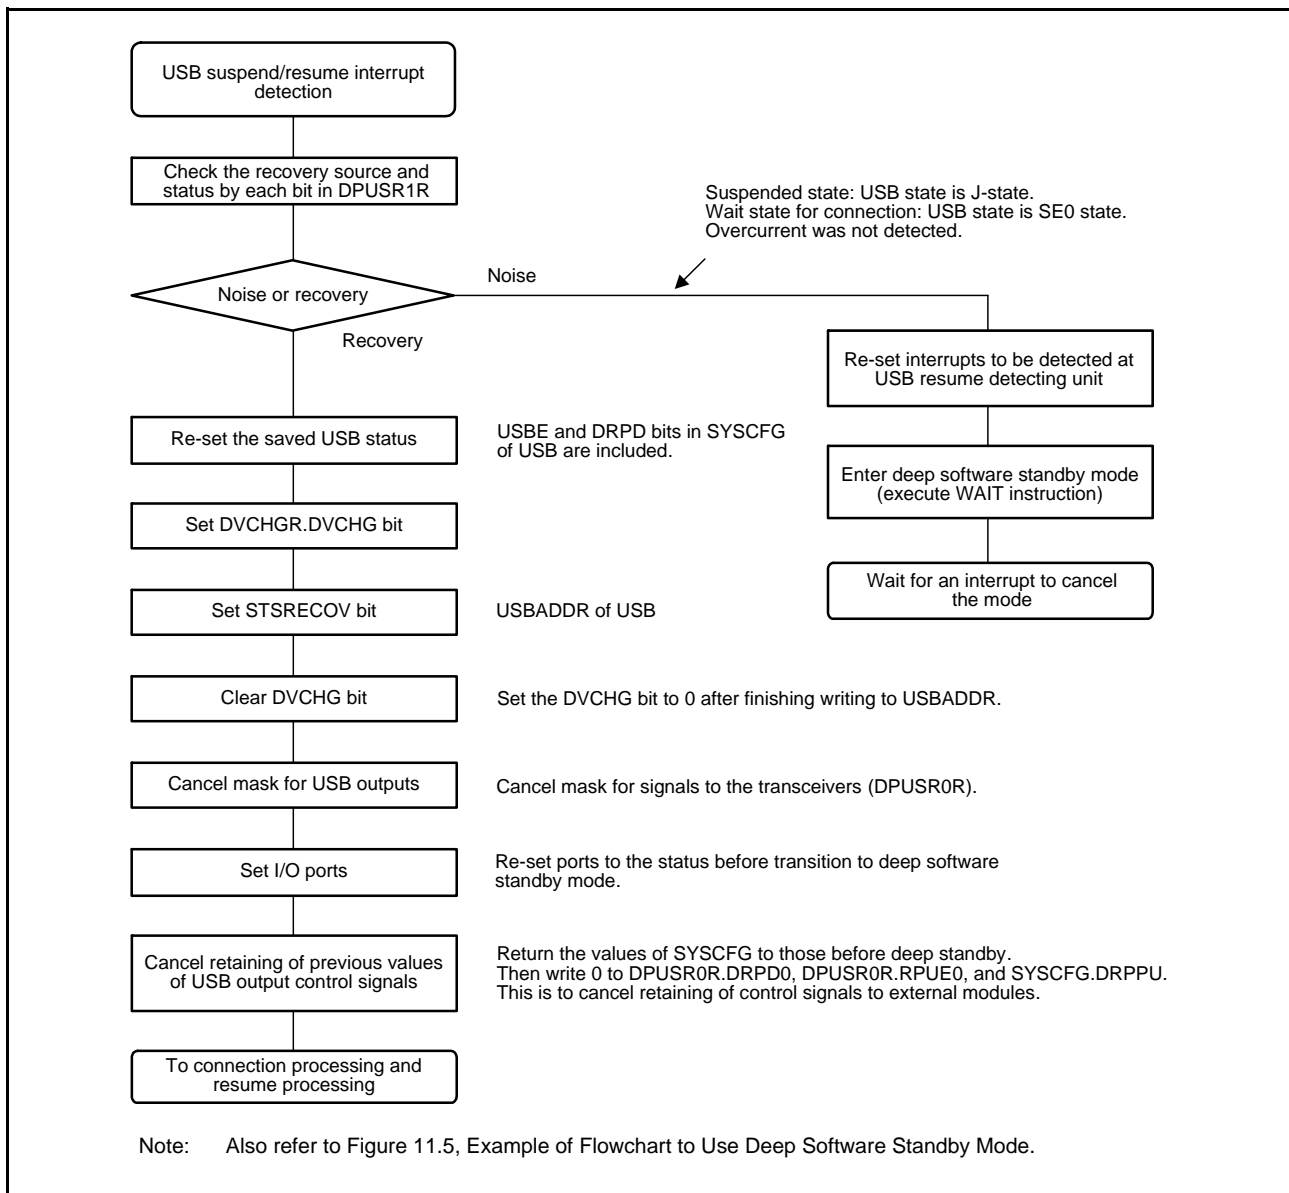 USB suspend/resume interrupt
detection
Check the recovery source and
status by each bit in DPUSR1R
Suspended state: USB state is J-state.
Wait state for connection: USB state is SE0 state.
Overcurrent was not detected.
Noise
Noise or recovery
Recovery
Re-set interrupts to be detected at
USB resume detecting unit
Re-set the saved USB status
USBE and DRPD bits in SYSCFG
of USB are included.
Enter deep software standby mode
(execute WAIT instruction)
Set DVCHGR.DVCHG bit
Wait for an interrupt to cancel
the mode
Set STSRECOV bit
USBADDR of USB
Clear DVCHG bit
Set the DVCHG bit to 0 after finishing writing to USBADDR.
Cancel mask for USB outputs
Cancel mask for signals to the transceivers (DPUSR0R).
Set I/O ports
Re-set ports to the status before transition to deep software
standby mode.
Cancel retaining of previous values
of USB output control signals
Return the values of SYSCFG to those before deep standby.
Then write 0 to DPUSR0R.DRPD0, DPUSR0R.RPUE0, and SYSCFG.DRPPU.
This is to cancel retaining of control signals to external modules.
To connection processing and
resume processing
Note: Also refer to Figure 11.5, Example of Flowchart to Use Deep Software Standby Mode.